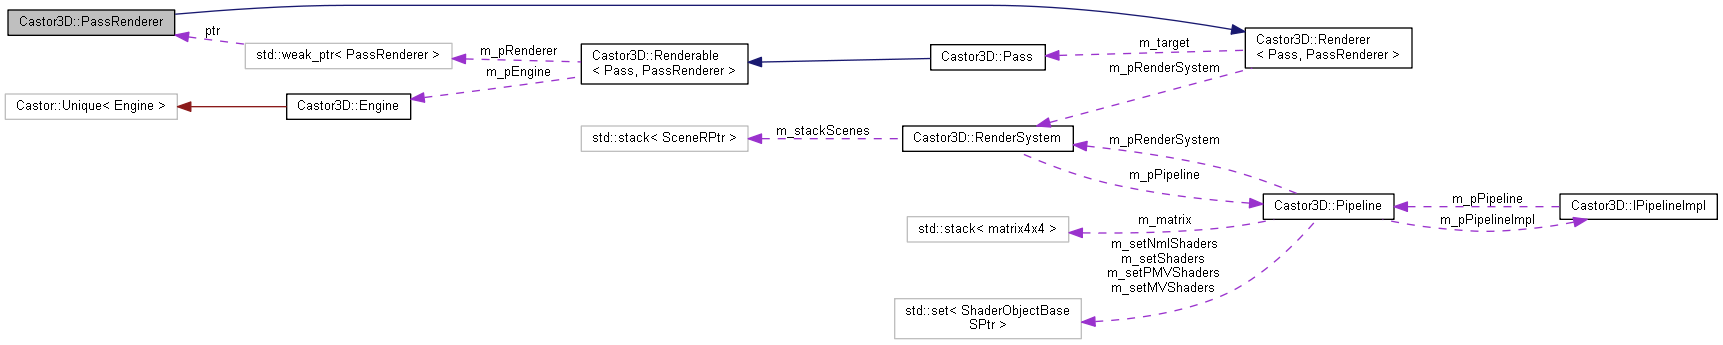 Castor3D::PassRenderer
ptr
std::weak_ptr< PassRenderer >
m_pRenderer
m_pEngine
Castor3D::Renderable
< Pass, PassRenderer >
Castor3D::Pass
m_target
m_pRenderSystem
Castor3D::Renderer
< Pass, PassRenderer >
Castor::Unique< Engine >
Castor3D::Engine
std::stack< SceneRPtr >
m_stackScenes
Castor3D::RenderSystem
m_pRenderSystem
m_pPipeline
Castor3D::Pipeline
m_pPipeline
m_pPipelineImpl
Castor3D::IPipelineImpl
std::stack< matrix4x4 >
m_matrix
m_setNmlShaders
m_setShaders
m_setPMVShaders
m_setMVShaders
std::set< ShaderObjectBase
SPtr >